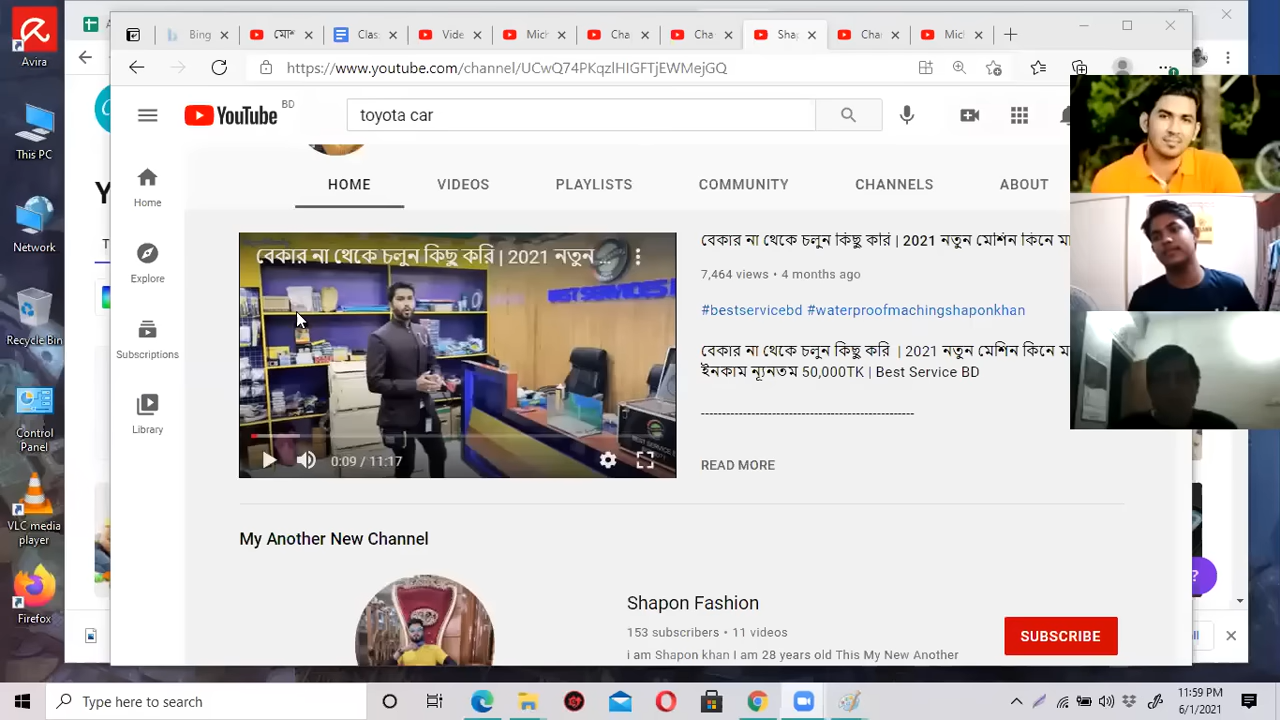 Bing
মোশ
Clas
Vide
Mich
Cha
Cha
Sha
Cha
Mich
https://www.youtube.com/channel/UCwQ74PKqzlHIGFTjEWMejGQ
YouTube BD
toyota car
Home
Explore
Subscriptions
Library
HOME
VIDEOS
PLAYLISTS
COMMUNITY
CHANNELS
ABOUT
বেকার না থেকে চলুন কিছু করি | 2021 নতুন ...
0:09 / 11:17
বেকার না থেকে চলুন কিছু করি | 2021 নতুন মেশিন কিনে মা
7,464 views • 4 months ago
#bestservicebd #waterproofmachingshaponkhan
বেকার না থেকে চলুন কিছু করি | 2021 নতুন মেশিন কিনে ম
ইনকাম ন্যূনতম 50,000TK | Best Service BD
--------------------------------------------------
READ MORE
My Another New Channel
Shapon Fashion
153 subscribers • 11 videos
i am Shapon khan I am 28 years old This My New Another
SUBSCRIBE
Avira
This PC
Network
Recycle Bin
Control
Panel
VLC media
player
Firefox
Type here to search
11:59 PM
6/1/2021